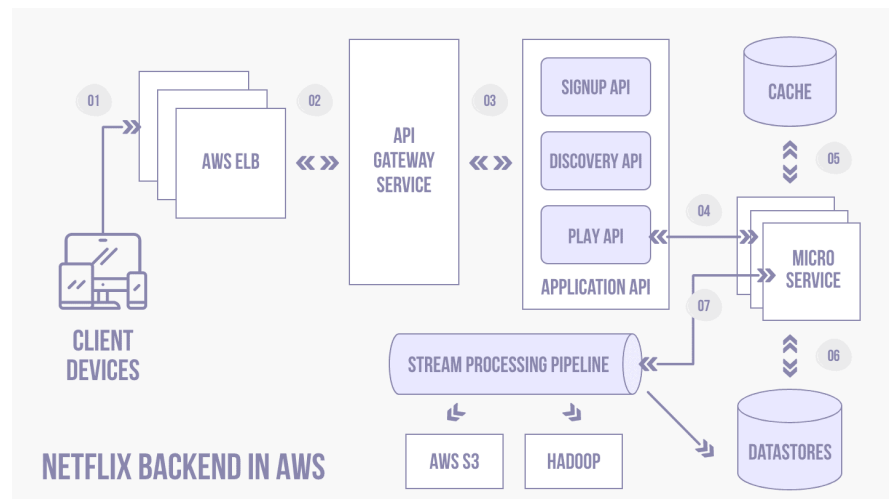 01
02
03
AWS ELB
API
GATEWAY
SERVICE
SIGNUP API
DISCOVERY API
PLAY API
APPLICATION API
CACHE
05
04
MICRO
SERVICE
07
06
CLIENT
DEVICES
STREAM PROCESSING PIPELINE
AWS S3
HADOOP
DATASTORES
NETFLIX BACKEND IN AWS